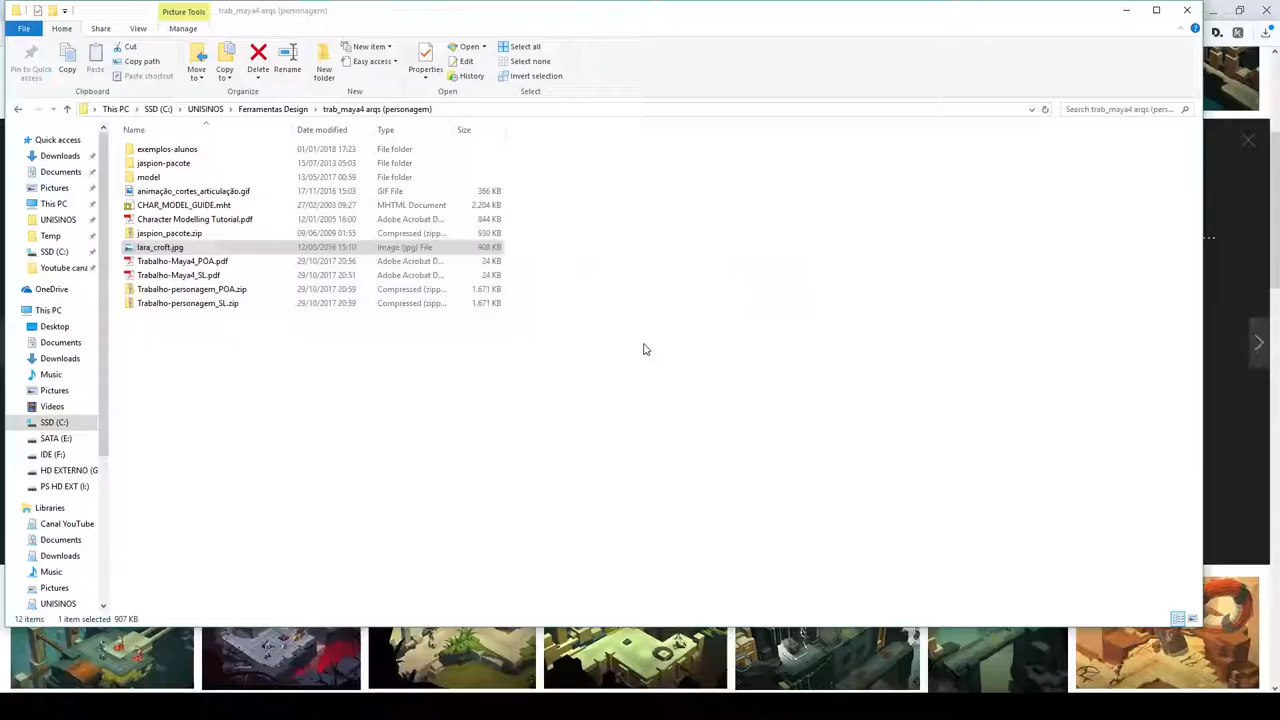 Picture Tools trab_maya4 arqs (personagem)
File Home Share View Manage
Pin to Quick access
Copy
Paste
Cut
Copy path
Paste shortcut
Clipboard
Move to
Copy to
Delete
Rename
Organize
New folder
New item
Easy access
New
Properties
Open
Edit
History
Open
Select all
Select none
Invert selection
Select
This PC SSD (C:) UNISINOS Ferramentas Design trab_maya4 arqs (personagem)
Search trab_maya4 arqs (pers...
Quick access
Downloads
Documents
Pictures
This PC
UNISINOS
Temp
SSD (C:)
Youtube cana
OneDrive
This PC
Desktop
Documents
Downloads
Music
Pictures
Videos
SSD (C:)
SATA (E:)
IDE (F:)
HD EXTERNO (G
PS HD EXT (I:)
Libraries
Canal YouTube
Documents
Downloads
Music
Pictures
UNISINOS
Name Date modified Type Size
exemplos-alunos 01/01/2018 17:23 File folder
jaspion-pacote 15/07/2013 05:03 File folder
model 13/05/2017 00:59 File folder
animação_cortes_articulação.gif 17/11/2016 15:03 GIF File 366 KB
CHAR_MODEL_GUIDE.mht 27/02/2003 09:27 MHTML Document 2.204 KB
Character Modelling Tutorial.pdf 12/01/2005 16:00 Adobe Acrobat D... 844 KB
jaspion_pacote.zip 09/06/2009 01:55 Compressed (zipp... 930 KB
lara_croft.jpg 12/05/2016 15:10 Image (jpg) File 908 KB
Trabalho-Maya4_POA.pdf 29/10/2017 20:56 Adobe Acrobat D... 24 KB
Trabalho-Maya4_SL.pdf 29/10/2017 20:51 Adobe Acrobat D... 24 KB
Trabalho-personagem_POA.zip 29/10/2017 20:59 Compressed (zipp... 1.671 KB
Trabalho-personagem_SL.zip 29/10/2017 20:59 Compressed (zipp... 1.671 KB
12 items 1 item selected 907 KB